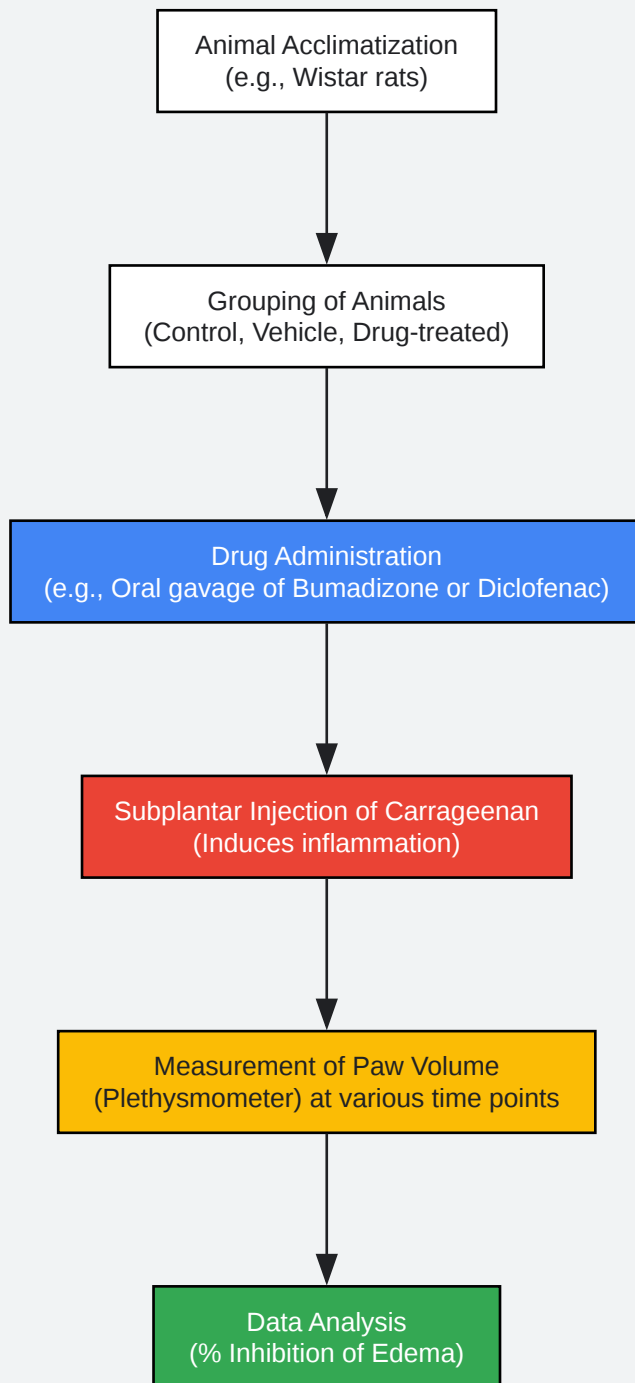 Animal Acclimatization
(e.g., Wistar rats)
Grouping of Animals
(Control, Vehicle, Drug-treated)
Drug Administration
(e.g., Oral gavage of Bumadizone or Diclofenac)
Subplantar Injection of Carrageenan
(Induces inflammation)
Measurement of Paw Volume
(Plethysmometer) at various time points
Data Analysis
(% Inhibition of Edema)